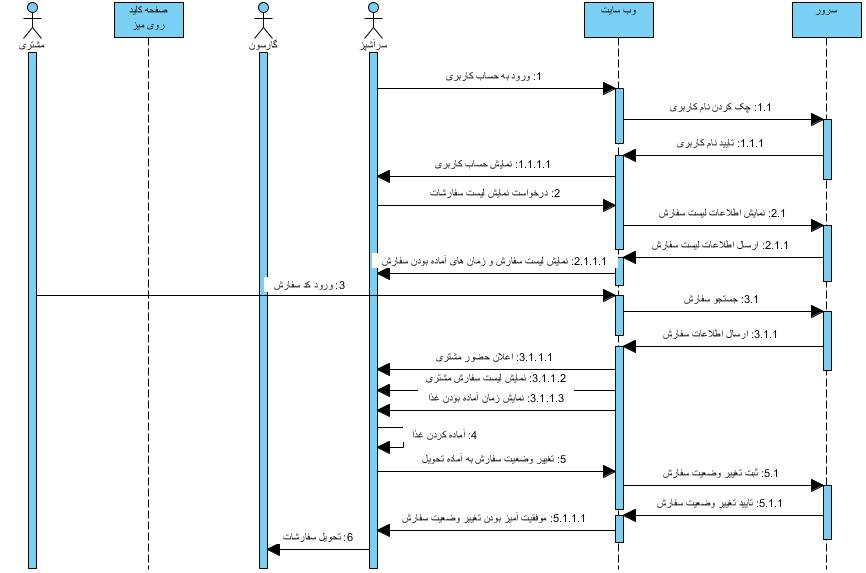 صفحه کلید
روی میز
وب سایت
سرور
مشتری
گارسون
سرآشپز
1: ورود به حساب کاربری
1.1: چک کردن نام کاربری
1.1.1: تایید نام کاربری
1.1.1.1: نمایش حساب کاربری
2: درخواست نمایش لیست سفارشات
2.1: نمایش اطلاعات لیست سفارش
2.1.1: ارسال اطلاعات لیست سفارش
2.1.1.1: نمایش لیست سفارش و زمان های آماده بودن سفارش
3: ورود کد سفارش
3.1: جستجو سفارش
3.1.1: ارسال اطلاعات سفارش
3.1.1.1: اعلان حضور مشتری
3.1.1.2: نمایش لیست سفارش مشتری
3.1.1.3: نمایش زمان آماده بودن غذا
4: آماده کردن غذا
5: تغییر وضعیت سفارش به آماده تحویل
5.1: ثبت تغییر وضعیت سفارش
5.1.1: تایید تغییر وضعیت سفارش
5.1.1.1: موفقیت آمیز بودن تغییر وضعیت سفارش
6: تحویل سفارشات